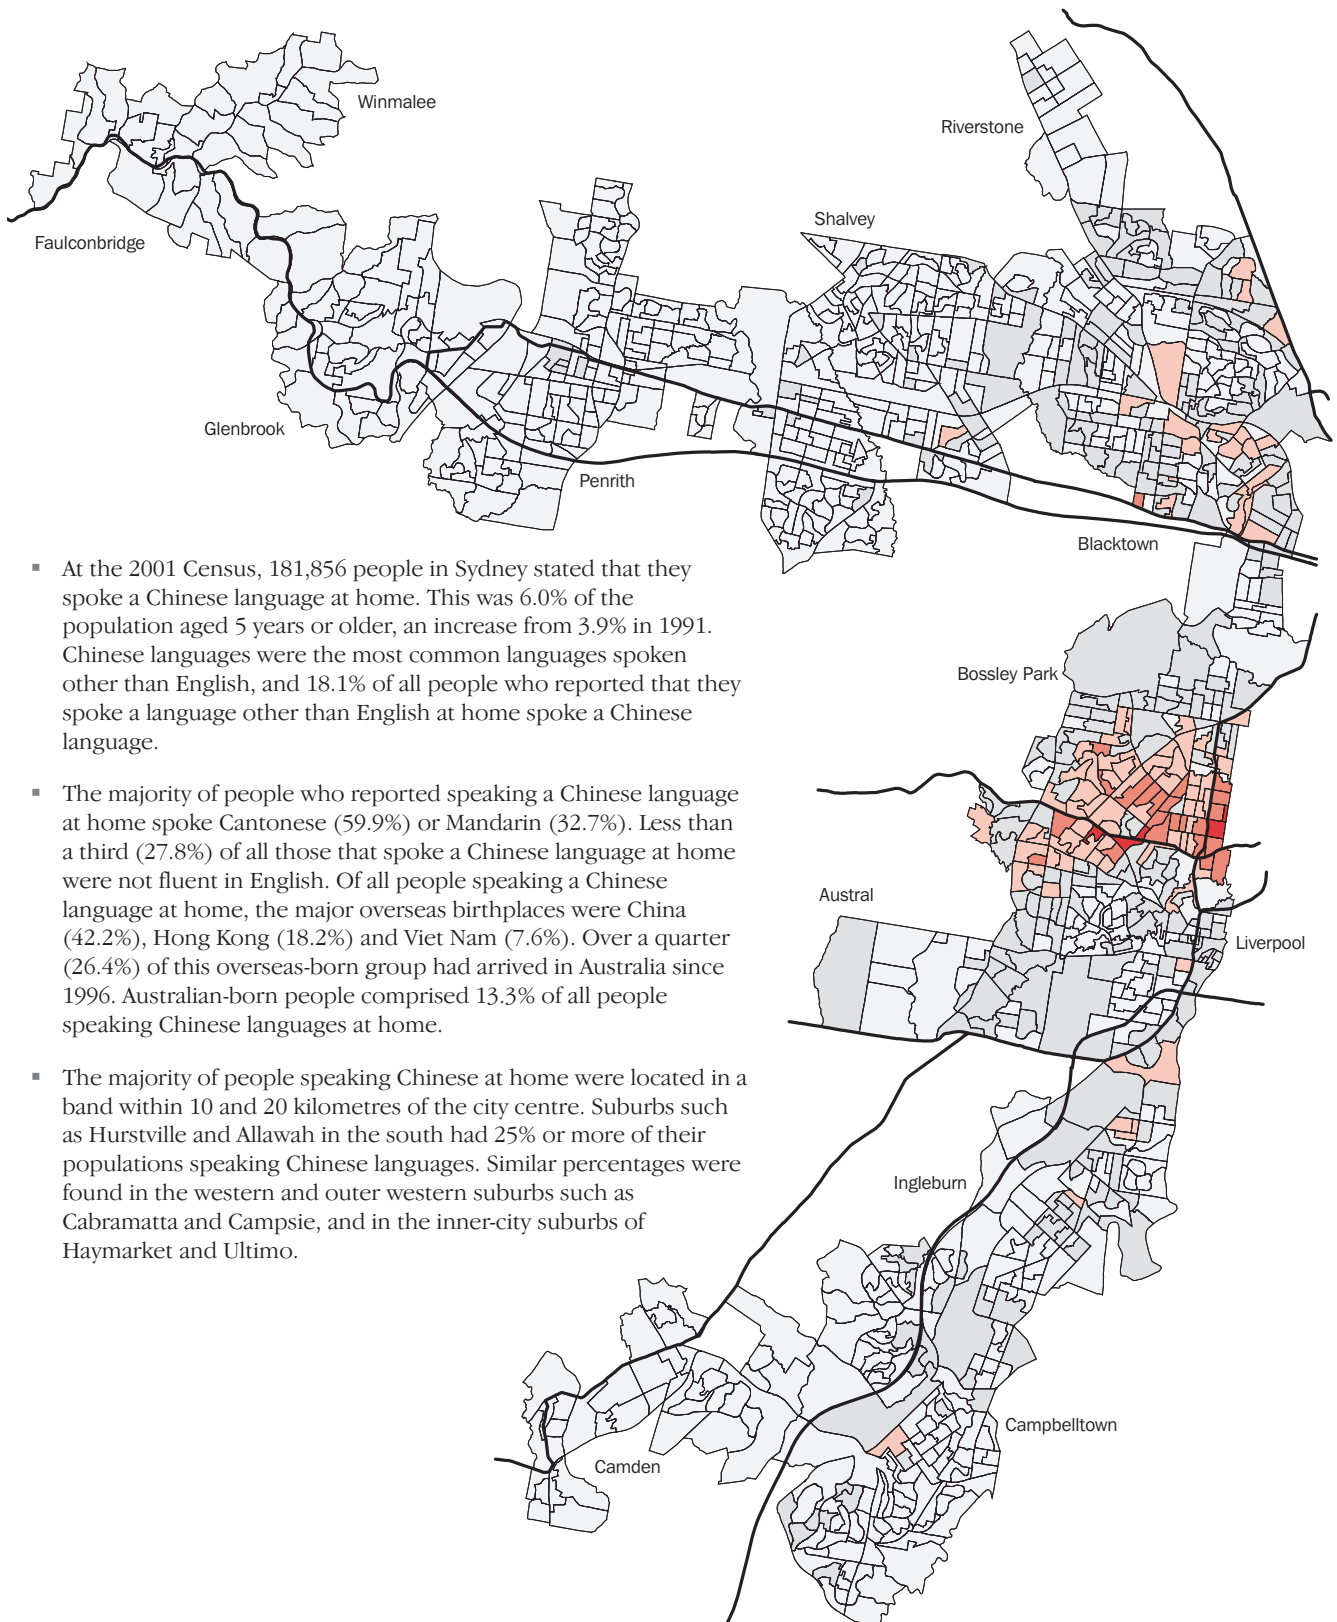 Winmalee
Riverstone
Shalvey
Faulconbridge
Glenbrook
Penrith
Blacktown
▪ At the 2001 Census, 181,856 people in Sydney stated that they
spoke a Chinese language at home. This was 6.0% of the
population aged 5 years or older, an increase from 3.9% in 1991.
Chinese languages were the most common languages spoken
other than English, and 18.1% of all people who reported that they
spoke a language other than English at home spoke a Chinese
language.
Bossley Park
▪ The majority of people who reported speaking a Chinese language
at home spoke Cantonese (59.9%) or Mandarin (32.7%). Less than
a third (27.8%) of all those that spoke a Chinese language at home
were not fluent in English. Of all people speaking a Chinese
language at home, the major overseas birthplaces were China
(42.2%), Hong Kong (18.2%) and Viet Nam (7.6%). Over a quarter
(26.4%) of this overseas-born group had arrived in Australia since
1996. Australian-born people comprised 13.3% of all people
speaking Chinese languages at home.
Austral
Liverpool
▪ The majority of people speaking Chinese at home were located in a
band within 10 and 20 kilometres of the city centre. Suburbs such
as Hurstville and Allawah in the south had 25% or more of their
populations speaking Chinese languages. Similar percentages were
found in the western and outer western suburbs such as
Cabramatta and Campsie, and in the inner-city suburbs of
Haymarket and Ultimo.
Ingleburn
Campbelltown
Camden